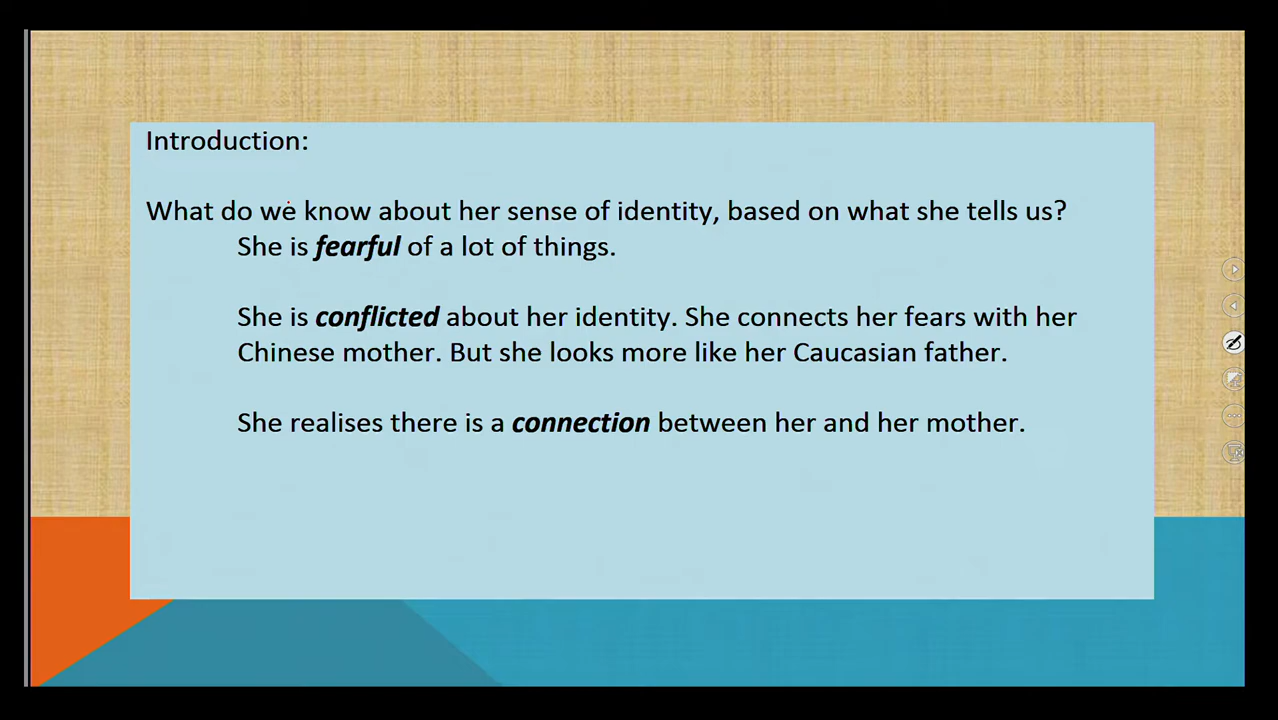 Introduction:
What do we know about her sense of identity, based on what she tells us?
She is fearful of a lot of things.
She is conflicted about her identity. She connects her fears with her
Chinese mother. But she looks more like her Caucasian father.
She realises there is a connection between her and her mother.